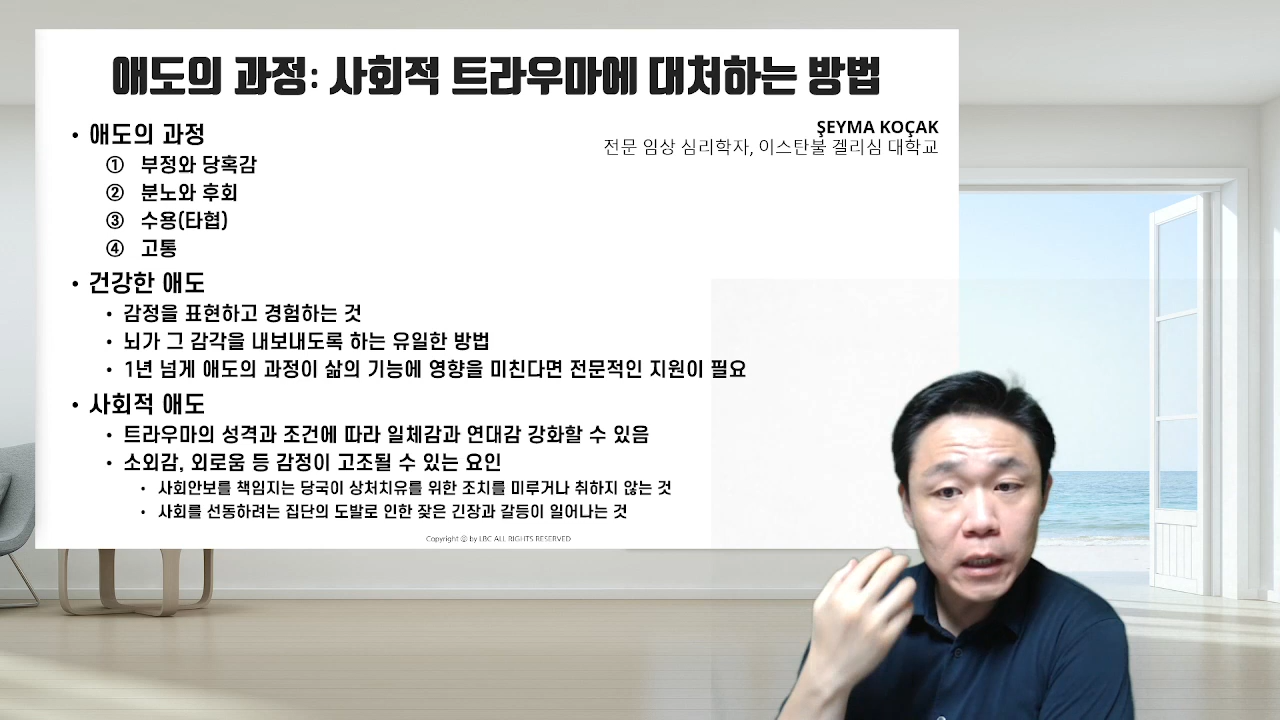 애도의 과정: 사회적 트라우마에 대처하는 방법
ŞEYMA KOÇAK
전문 임상 심리학자, 이스탄불 겔리심 대학교
• 애도의 과정
① 부정와 당혹감
② 분노와 후회
③ 수용(타협)
④ 고통
• 건강한 애도
• 감정을 표현하고 경험하는 것
• 뇌가 그 감각을 내보내도록 하는 유일한 방법
• 1년 넘게 애도의 과정이 삶의 기능에 영향을 미친다면 전문적인 지원이 필요
• 사회적 애도
• 트라우마의 성격과 조건에 따라 일체감과 연대감 강화할 수 있음
• 소외감, 외로움 등 감정이 고조될 수 있는 요인
• 사회안보를 책임지는 당국이 상처치유를 위한 조치를 미루거나 취하지 않는 것
• 사회를 선동하려는 집단의 도발로 인한 잦은 긴장과 갈등이 일어나는 것
Copyright ⓒ by LBC ALL RIGHTS RESERVED